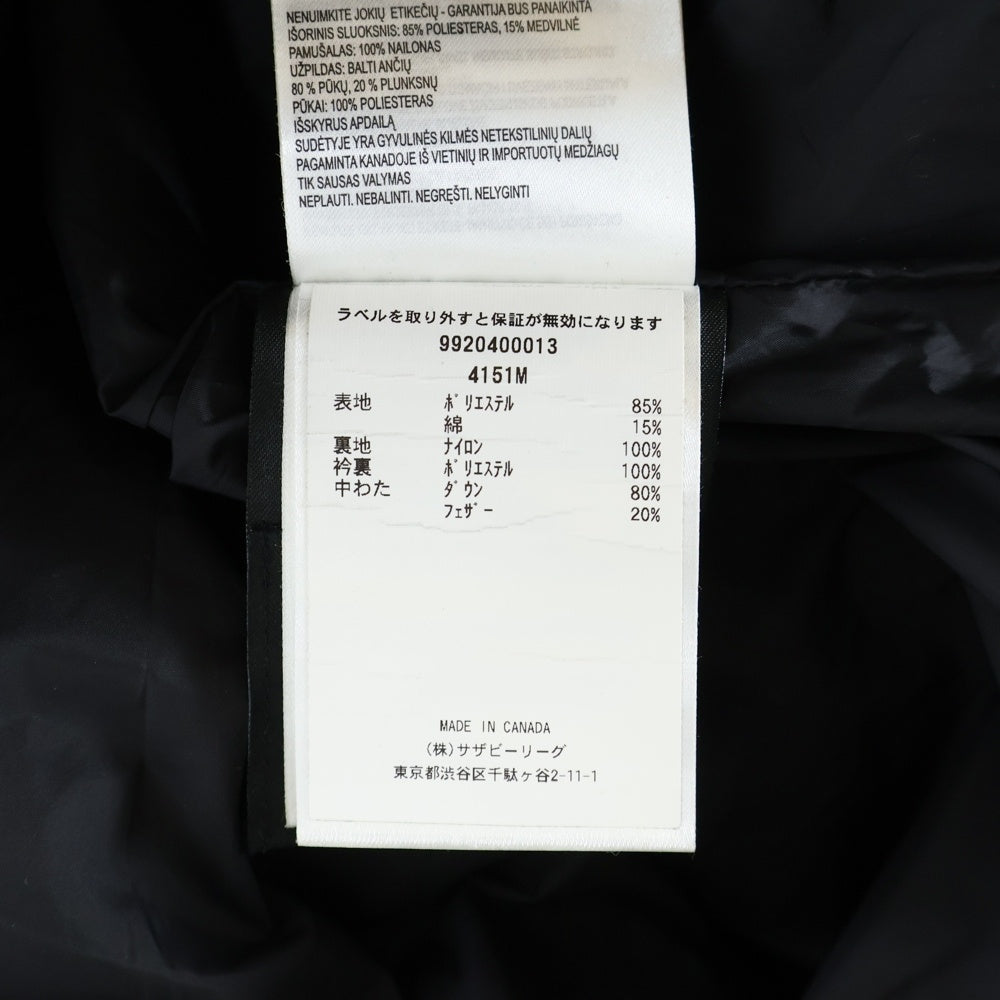 NENUIMKITE JOKIŲ ETIKEČIŲ - GARANTIJA BUS PANAIKINTA
IŠORINIS SLUOKSNIS: 85% POLIESTERAS, 15% MEDVILNĖ
PAMUŠALAS: 100% NAILONAS
UŽPILDAS: BALTI ANČIŲ
80 % PŪKŲ, 20 % PLUNKSNŲ
PŪKAI: 100% POLIESTERAS
IŠSKYRUS APDAILĄ
SUDĖTYJE YRA GYVULINĖS KILMĖS NETEKSTILINIŲ DALIŲ
PAGAMINTA KANADOJE IŠ VIETINIŲ IR IMPORTUOTŲ MEDŽIAGŲ
TIK SAUSAS VALYMAS
NEPLAUTI. NEBALINTI. NEGRĘŠTI. NELYGINTI
ラベルを取り外すと保証が無効になります
9920400013
4151M
表地 ﾎﾟﾘｴｽﾃﾙ 85%
綿 15%
裏地 ﾅｲﾛﾝ 100%
衿裏 ﾎﾟﾘｴｽﾃﾙ 100%
中わた ﾀﾞｳﾝ 80%
ﾌｪｻﾞｰ 20%
MADE IN CANADA
(株)サザビーリーグ
東京都渋谷区千駄ヶ谷2-11-1